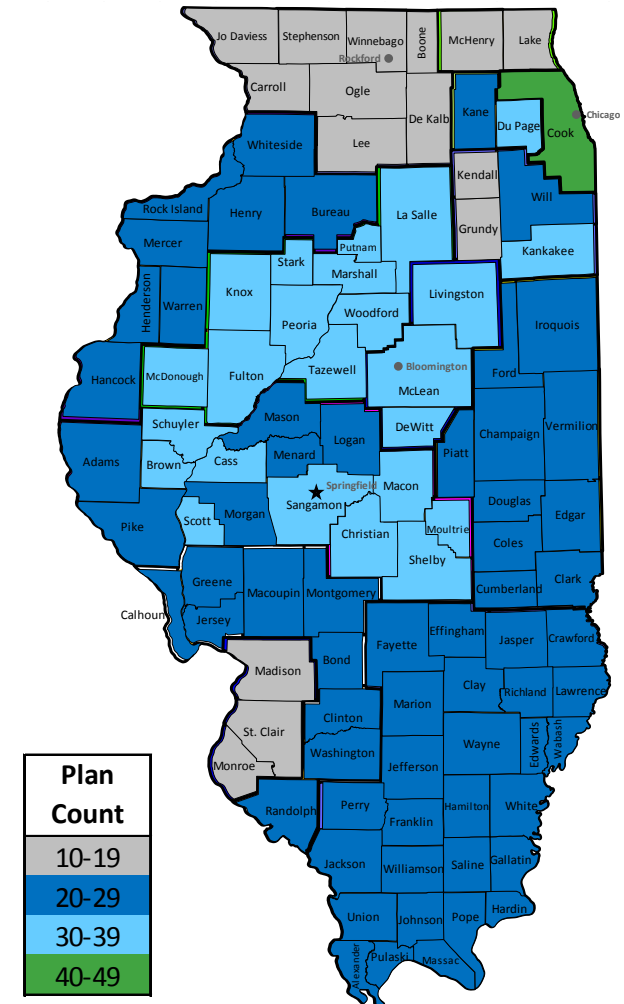 Jo Daviess
Stephenson
Winnebago
Boone
McHenry
Lake
Rockford
Carroll
Ogle
De Kalb
Kane
Du Page
Cook
Chicago
Whiteside
Lee
Kendall
Will
Rock Island
Henry
Bureau
La Salle
Grundy
Mercer
Putnam
Kankakee
Stark
Marshall
Henderson
Warren
Knox
Peoria
Woodford
Livingston
Iroquois
Hancock
McDonough
Fulton
Tazewell
Bloomington
McLean
Ford
Schuyler
Mason
Logan
DeWitt
Champaign
Vermilion
Adams
Brown
Cass
Menard
Piatt
Springfield
Macon
Sangamon
Pike
Scott
Morgan
Christian
Moultrie
Douglas
Edgar
Coles
Shelby
Greene
Macoupin
Montgomery
Cumberland
Clark
Calhoun
Jersey
Fayette
Effingham
Jasper
Crawford
Madison
Bond
Clay
Richland
Lawrence
Marion
St. Clair
Clinton
Washington
Wayne
Edwards
Wabash
Monroe
Jefferson
Randolph
Perry
Franklin
Hamilton
White
Jackson
Williamson
Saline
Gallatin
Union
Johnson
Pope
Hardin
Alexander
Pulaski
Massac
Plan
Count
10-19
20-29
30-39
40-49